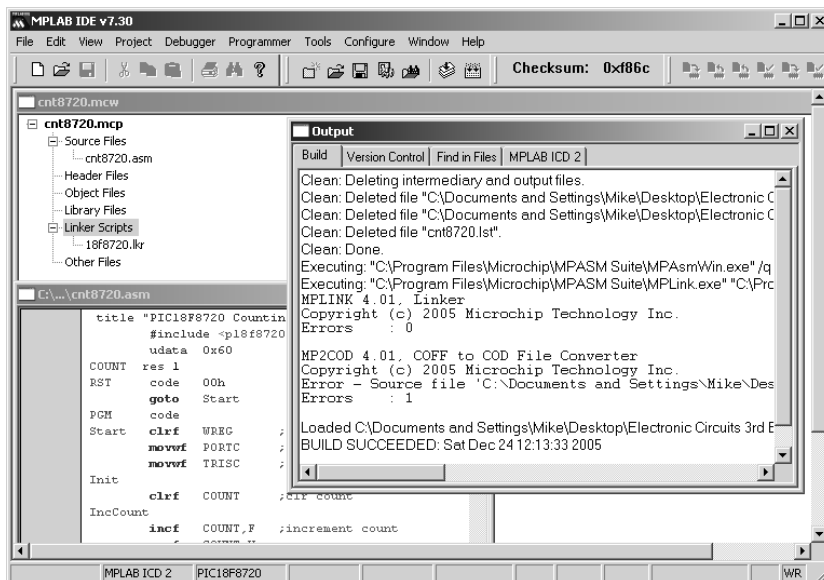 MPLAB IDE v7.30
File Edit View Project Debugger Programmer Tools Configure Window Help
Checksum: 0xf86c
cnt8720.mcw
cnt8720.mcp
Source Files
cnt8720.asm
Header Files
Object Files
Library Files
Linker Scripts
18f8720.lkr
Other Files
Output
Build Version Control Find in Files MPLAB ICD 2
Clean: Deleting intermediary and output files.
Clean: Deleted file "C:\Documents and Settings\Mike\Desktop\Electronic C
Clean: Deleted file "C:\Documents and Settings\Mike\Desktop\Electronic C
Clean: Deleted file "cnt8720.lst".
Clean: Done.
Executing: "C:\Program Files\Microchip\MPASM Suite\MPAsmWin.exe" /q
Executing: "C:\Program Files\Microchip\MPASM Suite\MPLink.exe" "C:\Pro
MPLINK 4.01, Linker
Copyright (c) 2005 Microchip Technology Inc.
Errors : 0
MP2COD 4.01, COFF to COD File Converter
Copyright (c) 2005 Microchip Technology Inc.
Error - Source file 'C:\Documents and Settings\Mike\Des
Errors : 1
Loaded C:\Documents and Settings\Mike\Desktop\Electronic Circuits 3rd E
BUILD SUCCEEDED: Sat Dec 24 12:13:33 2005
C:\...\cnt8720.asm
title "PIC18F8720 Countin
#include <p18f8720
udata 0x60
COUNT res 1
RST code 00h
goto Start
PGM code
Start clrf WREG ;
movwf PORTC ;
movwf TRISC ;
Init
clrf COUNT ;clr count
IncCount
incf COUNT,F ;increment count
MPLAB ICD 2 PIC18F8720 WR